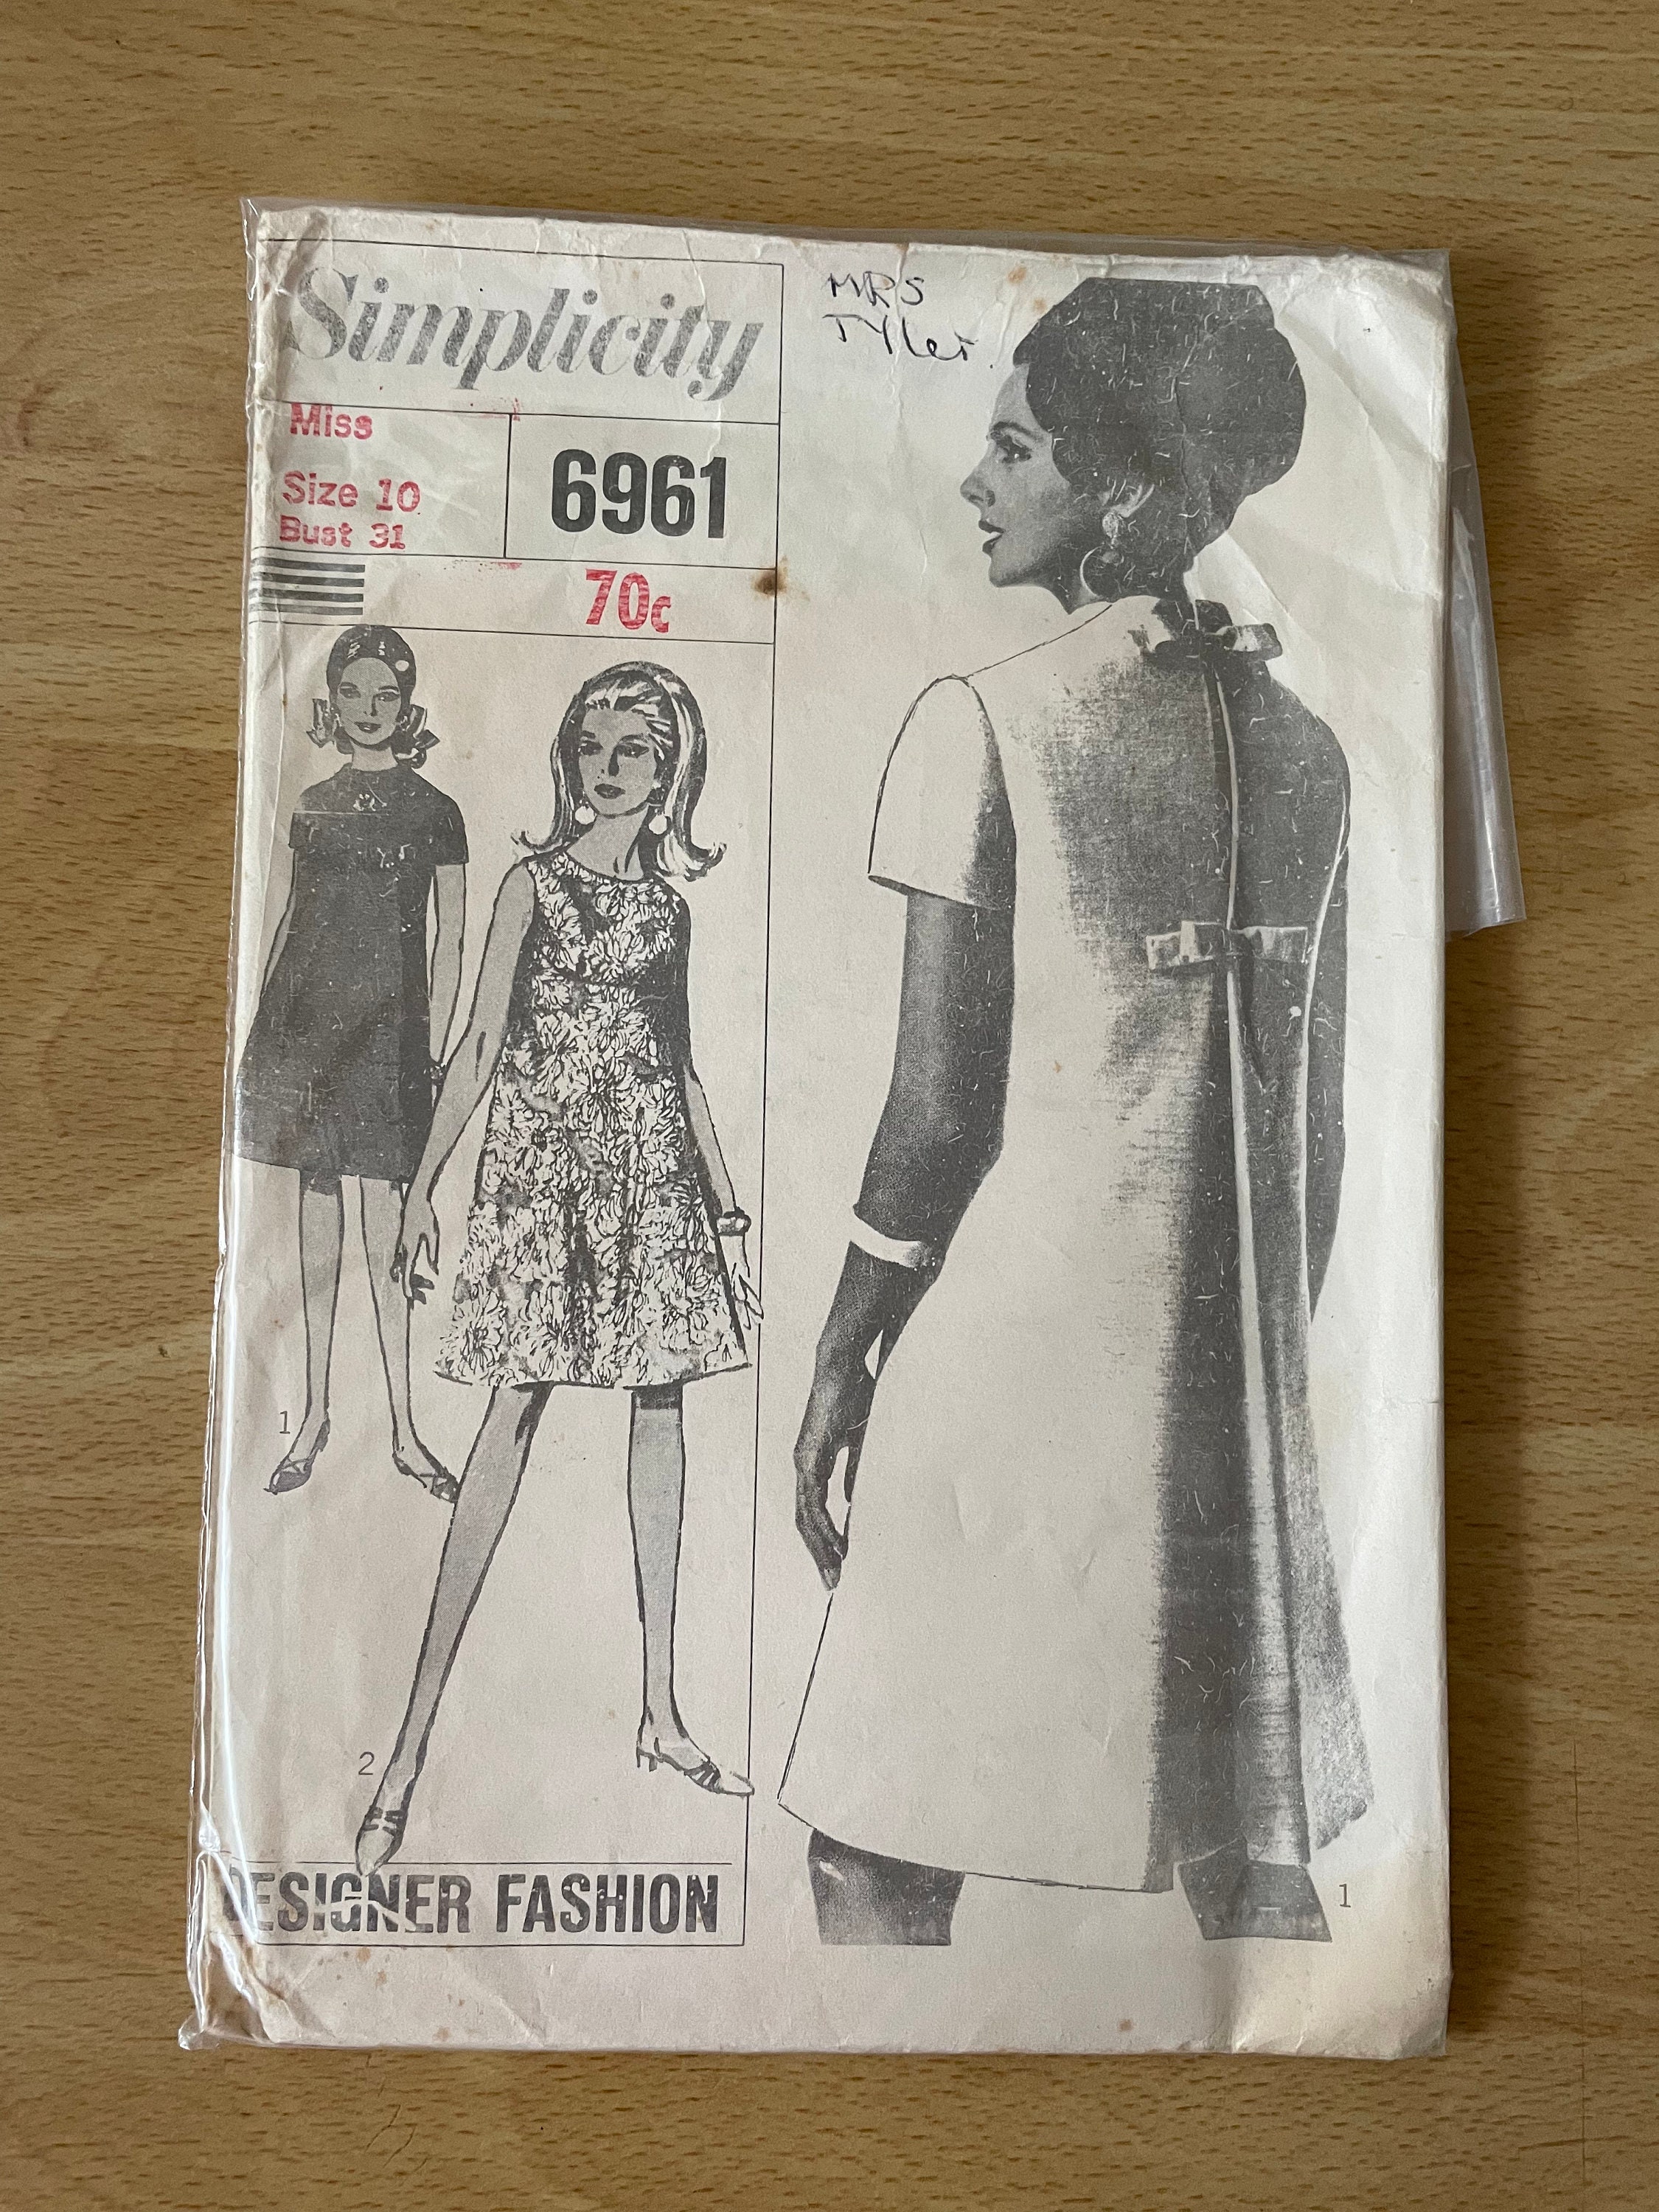 Simplicity
MRS
TYler
Miss
Size 10
Bust 31
6961
70c
1
2
DESIGNER FASHION
1